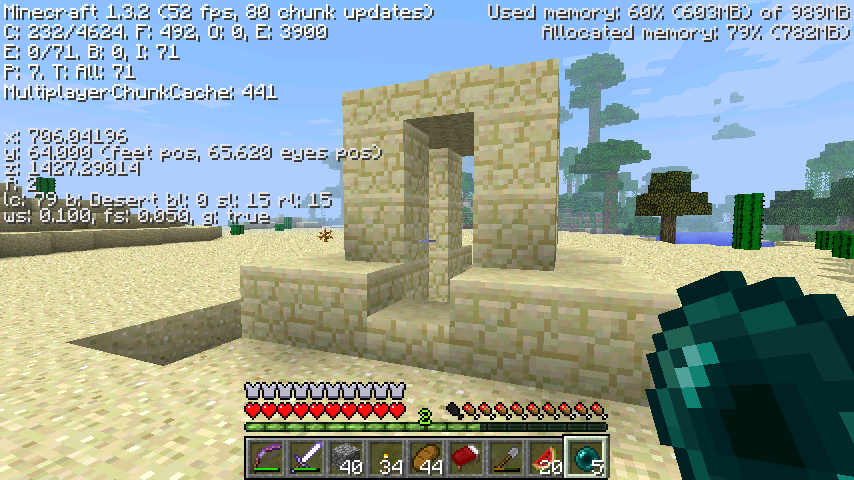 Minecraft 1.3.2 (52 fps, 80 chunk updates)
C: 232/4624, F: 492, O: 0, E: 3900
E: 0/71. B: 0, I: 71
P: 7. T: All: 71
MultiplayerChunkCache: 441
x: 706.04196
y: 64.000 (feet pos, 65.620 eyes pos)
z: 1427.29014
f: 2
lc: 79 b: Desert bl: 0 sl: 15 rl: 15
ws: 0.100, fs: 0.050, g: true
Used memory: 60% (603MB) of 989MB
Allocated memory: 79% (782MB)
8
40
34
44
20
5